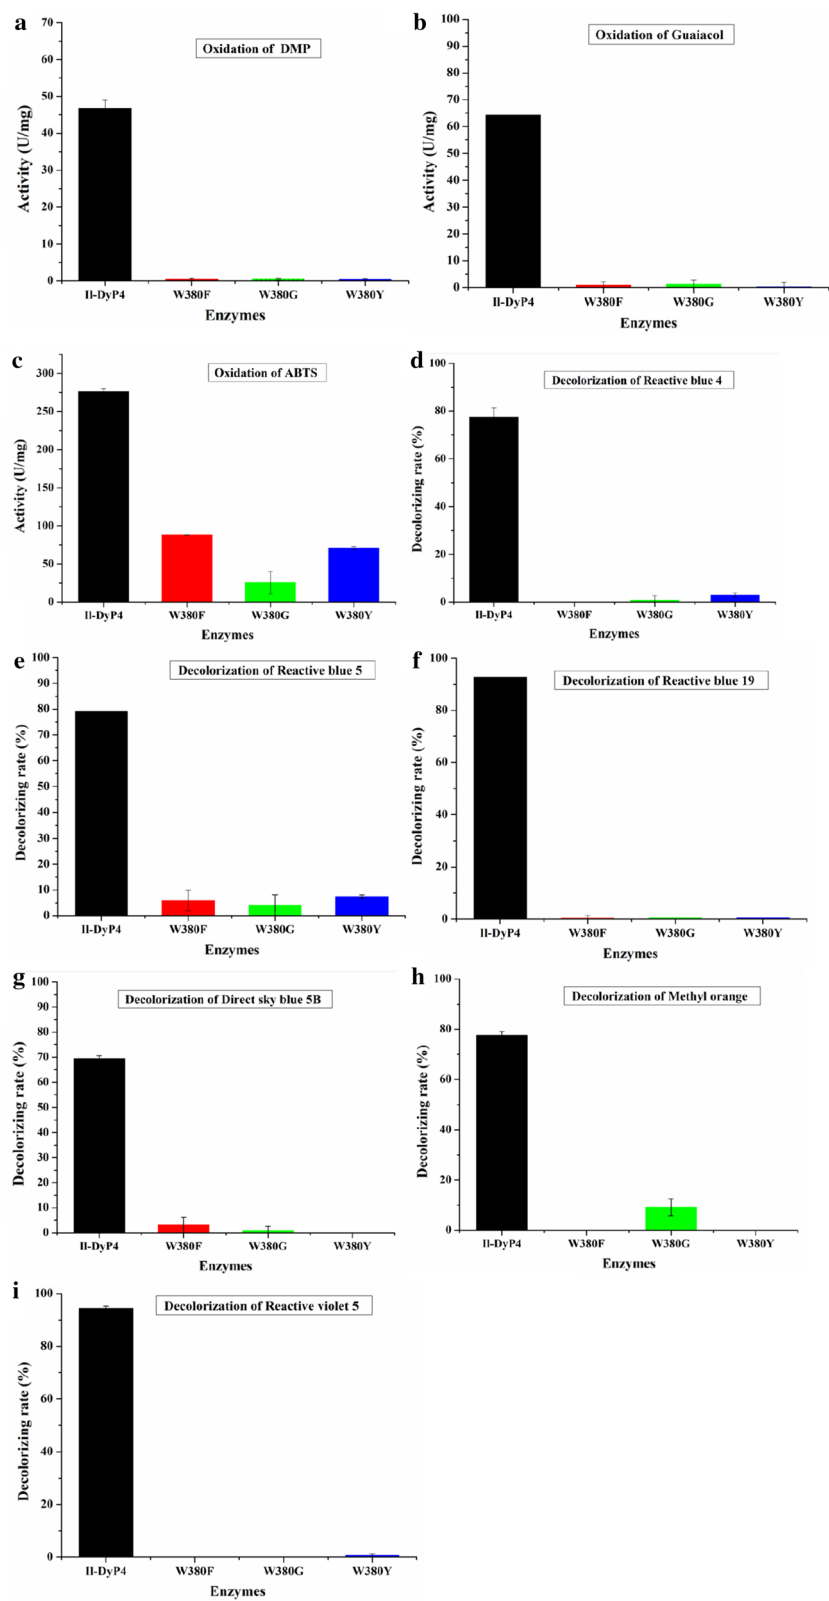 a
Oxidation of DMP
Activity (U/mg)
70
60
50
40
30
20
10
0
Il-DyP4 W380F W380G W380Y
Enzymes
b
Oxidation of Guaiacol
Activity (U/mg)
100
90
80
70
60
50
40
30
20
10
0
Il-DyP4 W380F W380G W380Y
Enzymes
c
Oxidation of ABTS
Activity (U/mg)
300
250
200
150
100
50
0
Il-DyP4 W380F W380G W380Y
Enzymes
d
Decolorization of Reactive blue 4
Decolorizing rate (%)
100
80
60
40
20
0
Il-DyP4 W380F W380G W380Y
Enzymes
e
Decolorization of Reactive blue 5
Decolorizing rate (%)
100
90
80
70
60
50
40
30
20
10
0
Il-DyP4 W380F W380G W380Y
Enzymes
f
Decolorization of Reactive blue 19
Decolorizing rate (%)
100
80
60
40
20
0
Il-DyP4 W380F W380G W380Y
Enzymes
g
Decolorization of Direct sky blue 5B
Decolorizing rate (%)
100
90
80
70
60
50
40
30
20
10
0
Il-DyP4 W380F W380G W380Y
Enzymes
h
Decolorization of Methyl orange
Decolorizing rate (%)
100
80
60
40
20
0
Il-DyP4 W380F W380G W380Y
Enzymes
i
Decolorization of Reactive violet 5
Decolorizing rate (%)
100
80
60
40
20
0
Il-DyP4 W380F W380G W380Y
Enzymes